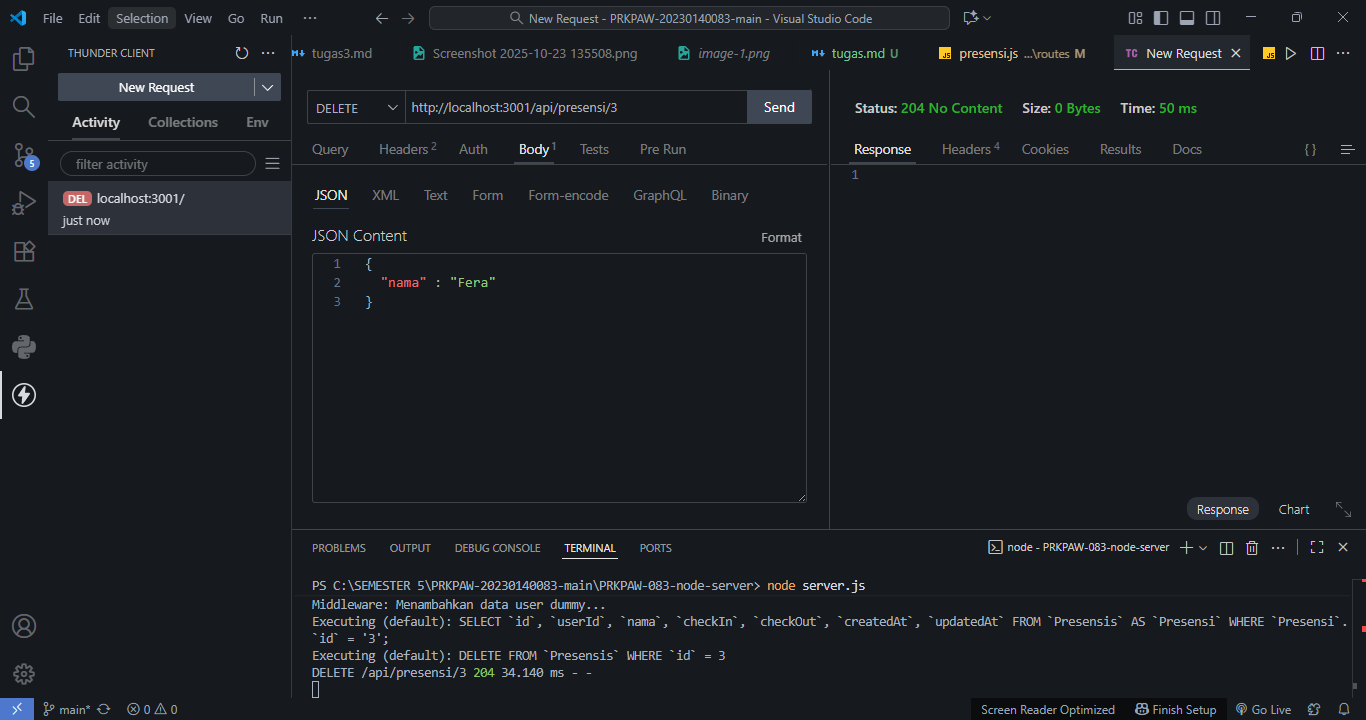 File Edit Selection View Go Run ··· New Request - PRKPAW-20230140083-main - Visual Studio Code
THUNDER CLIENT ···
tugas3.md Screenshot 2025-10-23 135508.png image-1.png tugas.md U JS presensi.js ...\routes M TC New Request JS ···
New Request
Activity Collections Env
filter activity
DEL localhost:3001/
just now
5
DELETE http://localhost:3001/api/presensi/3 Send
Query Headers 2 Auth Body 1 Tests Pre Run
JSON XML Text Form Form-encode GraphQL Binary
JSON Content Format
1 {
2 "nama" : "Fera"
3 }
Status: 204 No Content Size: 0 Bytes Time: 50 ms
Response Headers 4 Cookies Results Docs { }
1
Response Chart
PROBLEMS OUTPUT DEBUG CONSOLE TERMINAL PORTS node - PRKPAW-083-node-server ···
PS C:\SEMESTER 5\PRKPAW-20230140083-main\PRKPAW-083-node-server> node server.js
Middleware: Menambahkan data user dummy...
Executing (default): SELECT `id`, `userId`, `nama`, `checkIn`, `checkOut`, `createdAt`, `updatedAt` FROM `Presensis` AS `Presensi` WHERE `Presensi`.
`id` = '3';
Executing (default): DELETE FROM `Presensis` WHERE `id` = 3
DELETE /api/presensi/3 204 34.140 ms - -
main* 0 0 Screen Reader Optimized Finish Setup Go Live